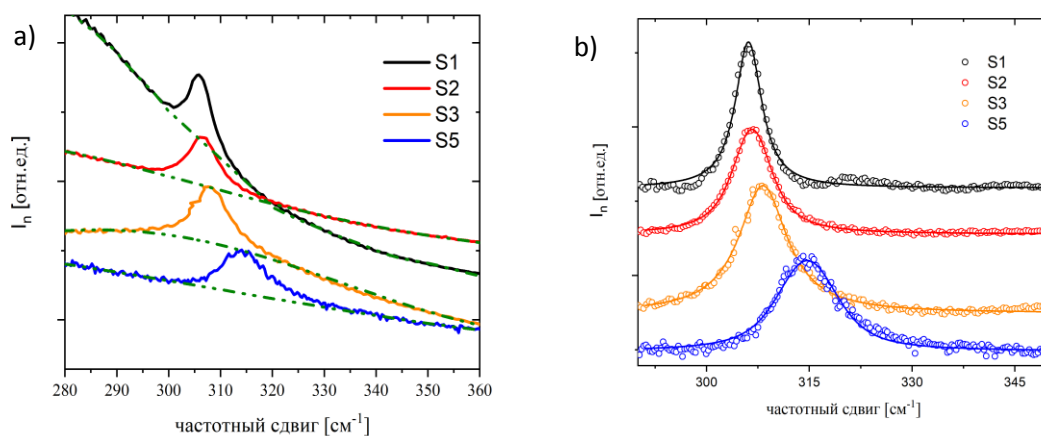 a)
S1
S2
S3
S5
I_n [отн.ед.]
280 290 300 310 320 330 340 350 360
частотный сдвиг [см^-1]
b)
S1
S2
S3
S5
I_n [отн.ед.]
300 315 330 345
частотный сдвиг [см^-1]